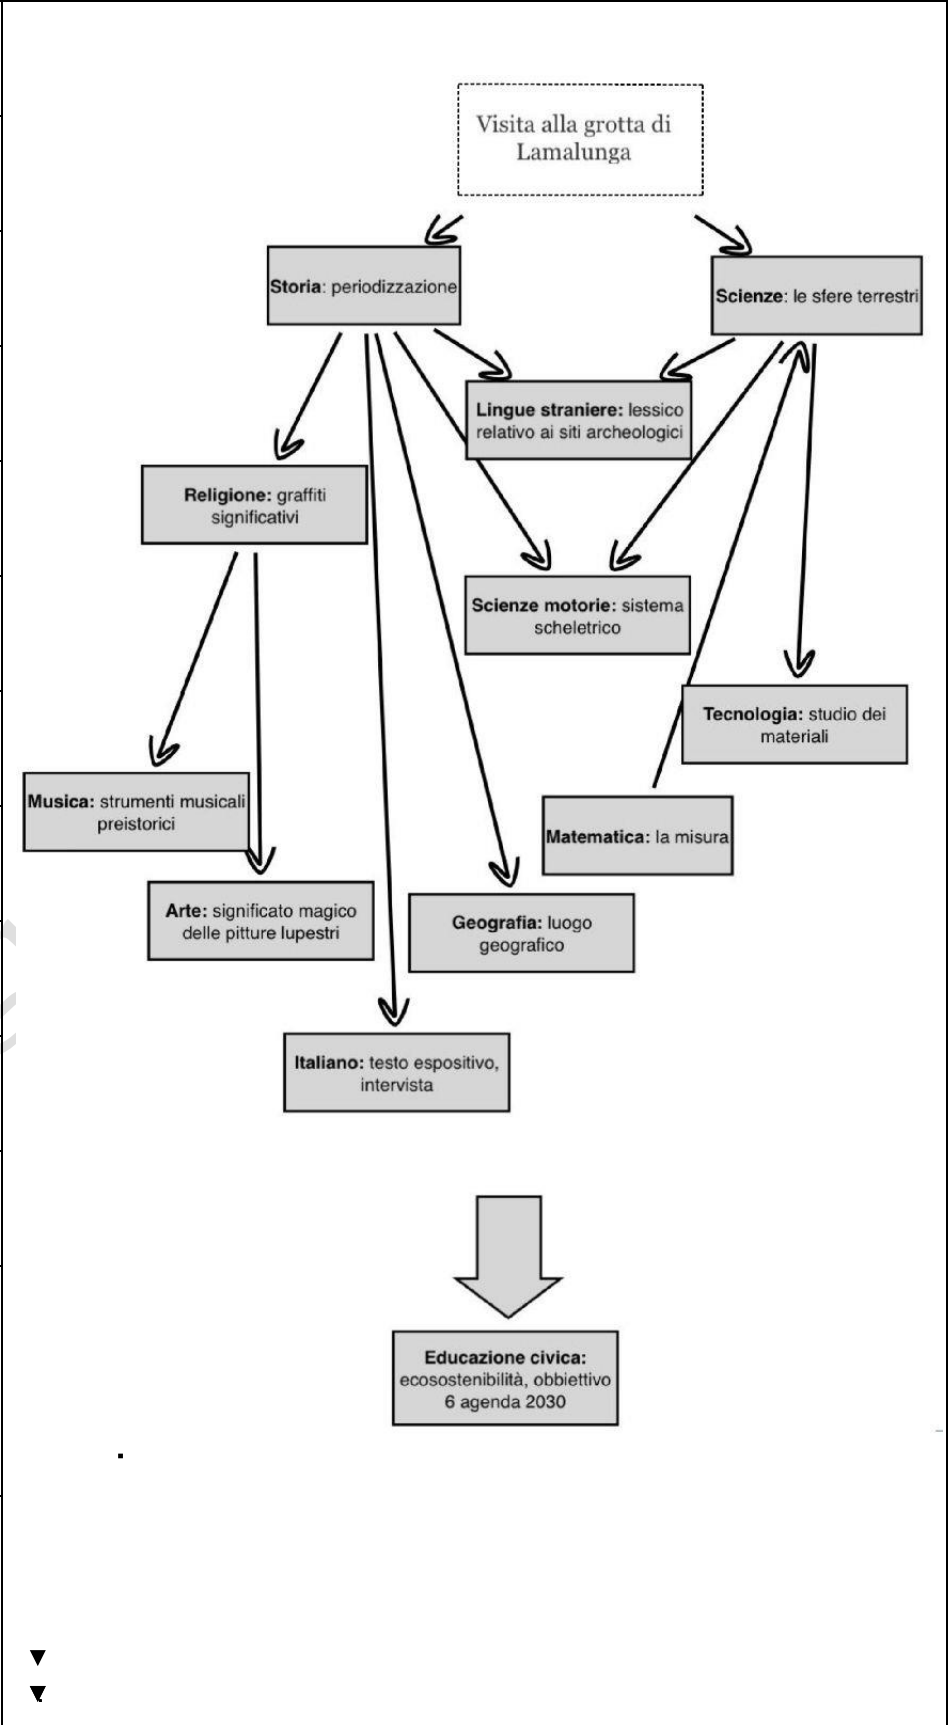 Visita alla grotta di
Lamalunga
Storia: periodizzazione
Scienze: le sfere terrestri
Lingue straniere: lessico
relativo ai siti archeologici
Religione: graffiti
significativi
Scienze motorie: sistema
scheletrico
Tecnologia: studio dei
materiali
Musica: strumenti musicali
preistorici
Matematica: la misura
Arte: significato magico
delle pitture lupestri
Geografia: luogo
geografico
Italiano: testo espositivo,
intervista
Educazione civica:
ecosostenibilità, obbiettivo
6 agenda 2030